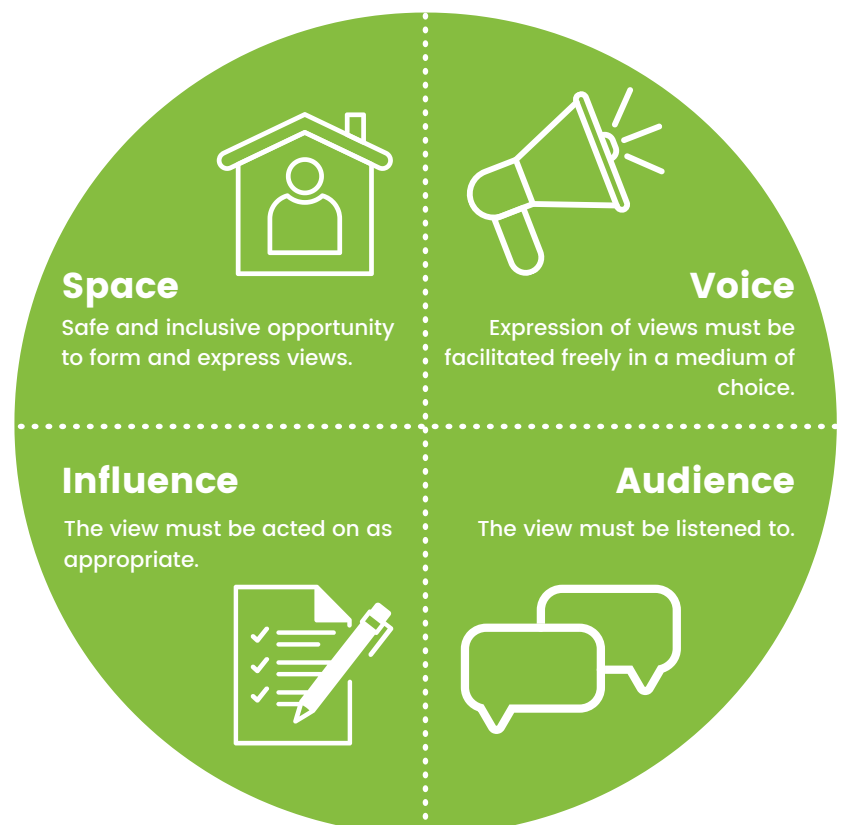 Space
Safe and inclusive opportunity
to form and express views.
Voice
Expression of views must be
facilitated freely in a medium of
choice.
Influence
The view must be acted on as
appropriate.
Audience
The view must be listened to.